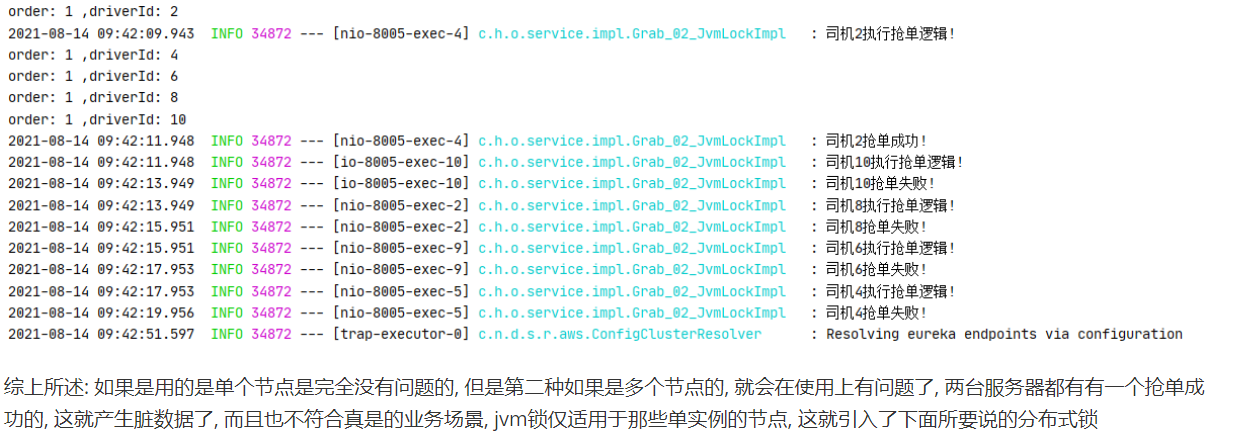 order: 1 ,driverId: 2
2021-08-14 09:42:09.943  INFO 34872 --- [nio-8005-exec-4] c.h.o.service.impl.Grab_02_JvmLockImpl   : 司机2执行抢单逻辑!
order: 1 ,driverId: 4
order: 1 ,driverId: 6
order: 1 ,driverId: 8
order: 1 ,driverId: 10
2021-08-14 09:42:11.948  INFO 34872 --- [nio-8005-exec-4] c.h.o.service.impl.Grab_02_JvmLockImpl   : 司机2抢单成功!
2021-08-14 09:42:11.948  INFO 34872 --- [io-8005-exec-10] c.h.o.service.impl.Grab_02_JvmLockImpl   : 司机10执行抢单逻辑!
2021-08-14 09:42:13.949  INFO 34872 --- [io-8005-exec-10] c.h.o.service.impl.Grab_02_JvmLockImpl   : 司机10抢单失败!
2021-08-14 09:42:13.949  INFO 34872 --- [nio-8005-exec-2] c.h.o.service.impl.Grab_02_JvmLockImpl   : 司机8执行抢单逻辑!
2021-08-14 09:42:15.951  INFO 34872 --- [nio-8005-exec-2] c.h.o.service.impl.Grab_02_JvmLockImpl   : 司机8抢单失败!
2021-08-14 09:42:15.951  INFO 34872 --- [nio-8005-exec-9] c.h.o.service.impl.Grab_02_JvmLockImpl   : 司机6执行抢单逻辑!
2021-08-14 09:42:17.953  INFO 34872 --- [nio-8005-exec-9] c.h.o.service.impl.Grab_02_JvmLockImpl   : 司机6抢单失败!
2021-08-14 09:42:17.953  INFO 34872 --- [nio-8005-exec-5] c.h.o.service.impl.Grab_02_JvmLockImpl   : 司机4执行抢单逻辑!
2021-08-14 09:42:19.956  INFO 34872 --- [nio-8005-exec-5] c.h.o.service.impl.Grab_02_JvmLockImpl   : 司机4抢单失败!
2021-08-14 09:42:51.597  INFO 34872 --- [trap-executor-0] c.n.d.s.r.aws.ConfigClusterResolver      : Resolving eureka endpoints via configuration
综上所述: 如果是用的是单个节点是完全没有问题的, 但是第二种如果是多个节点的, 就会在使用上有问题了, 两台服务器都有有一个抢单成
功的, 这就产生脏数据了, 而且也不符合真是的业务场景, jvm锁仅适用于那些单实例的节点, 这就引入了下面所要说的分布式锁